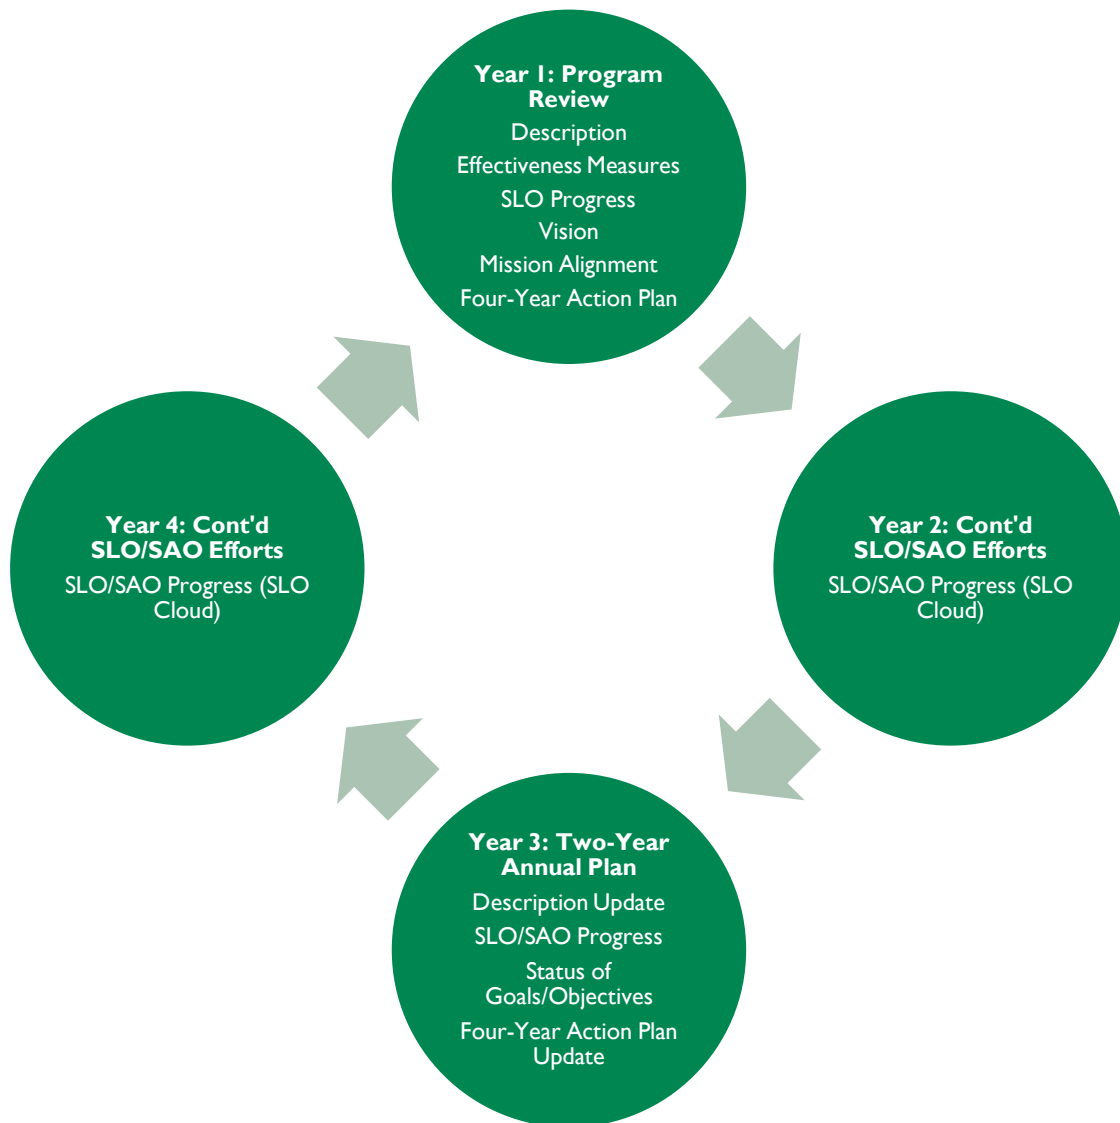 Year 1: Program
Review
Description
Effectiveness Measures
SLO Progress
Vision
Mission Alignment
Four-Year Action Plan
Year 2: Cont'd
SLO/SAO Efforts
SLO/SAO Progress (SLO
Cloud)
Year 3: Two-Year
Annual Plan
Description Update
SLO/SAO Progress
Status of
Goals/Objectives
Four-Year Action Plan
Update
Year 4: Cont'd
SLO/SAO Efforts
SLO/SAO Progress (SLO
Cloud)